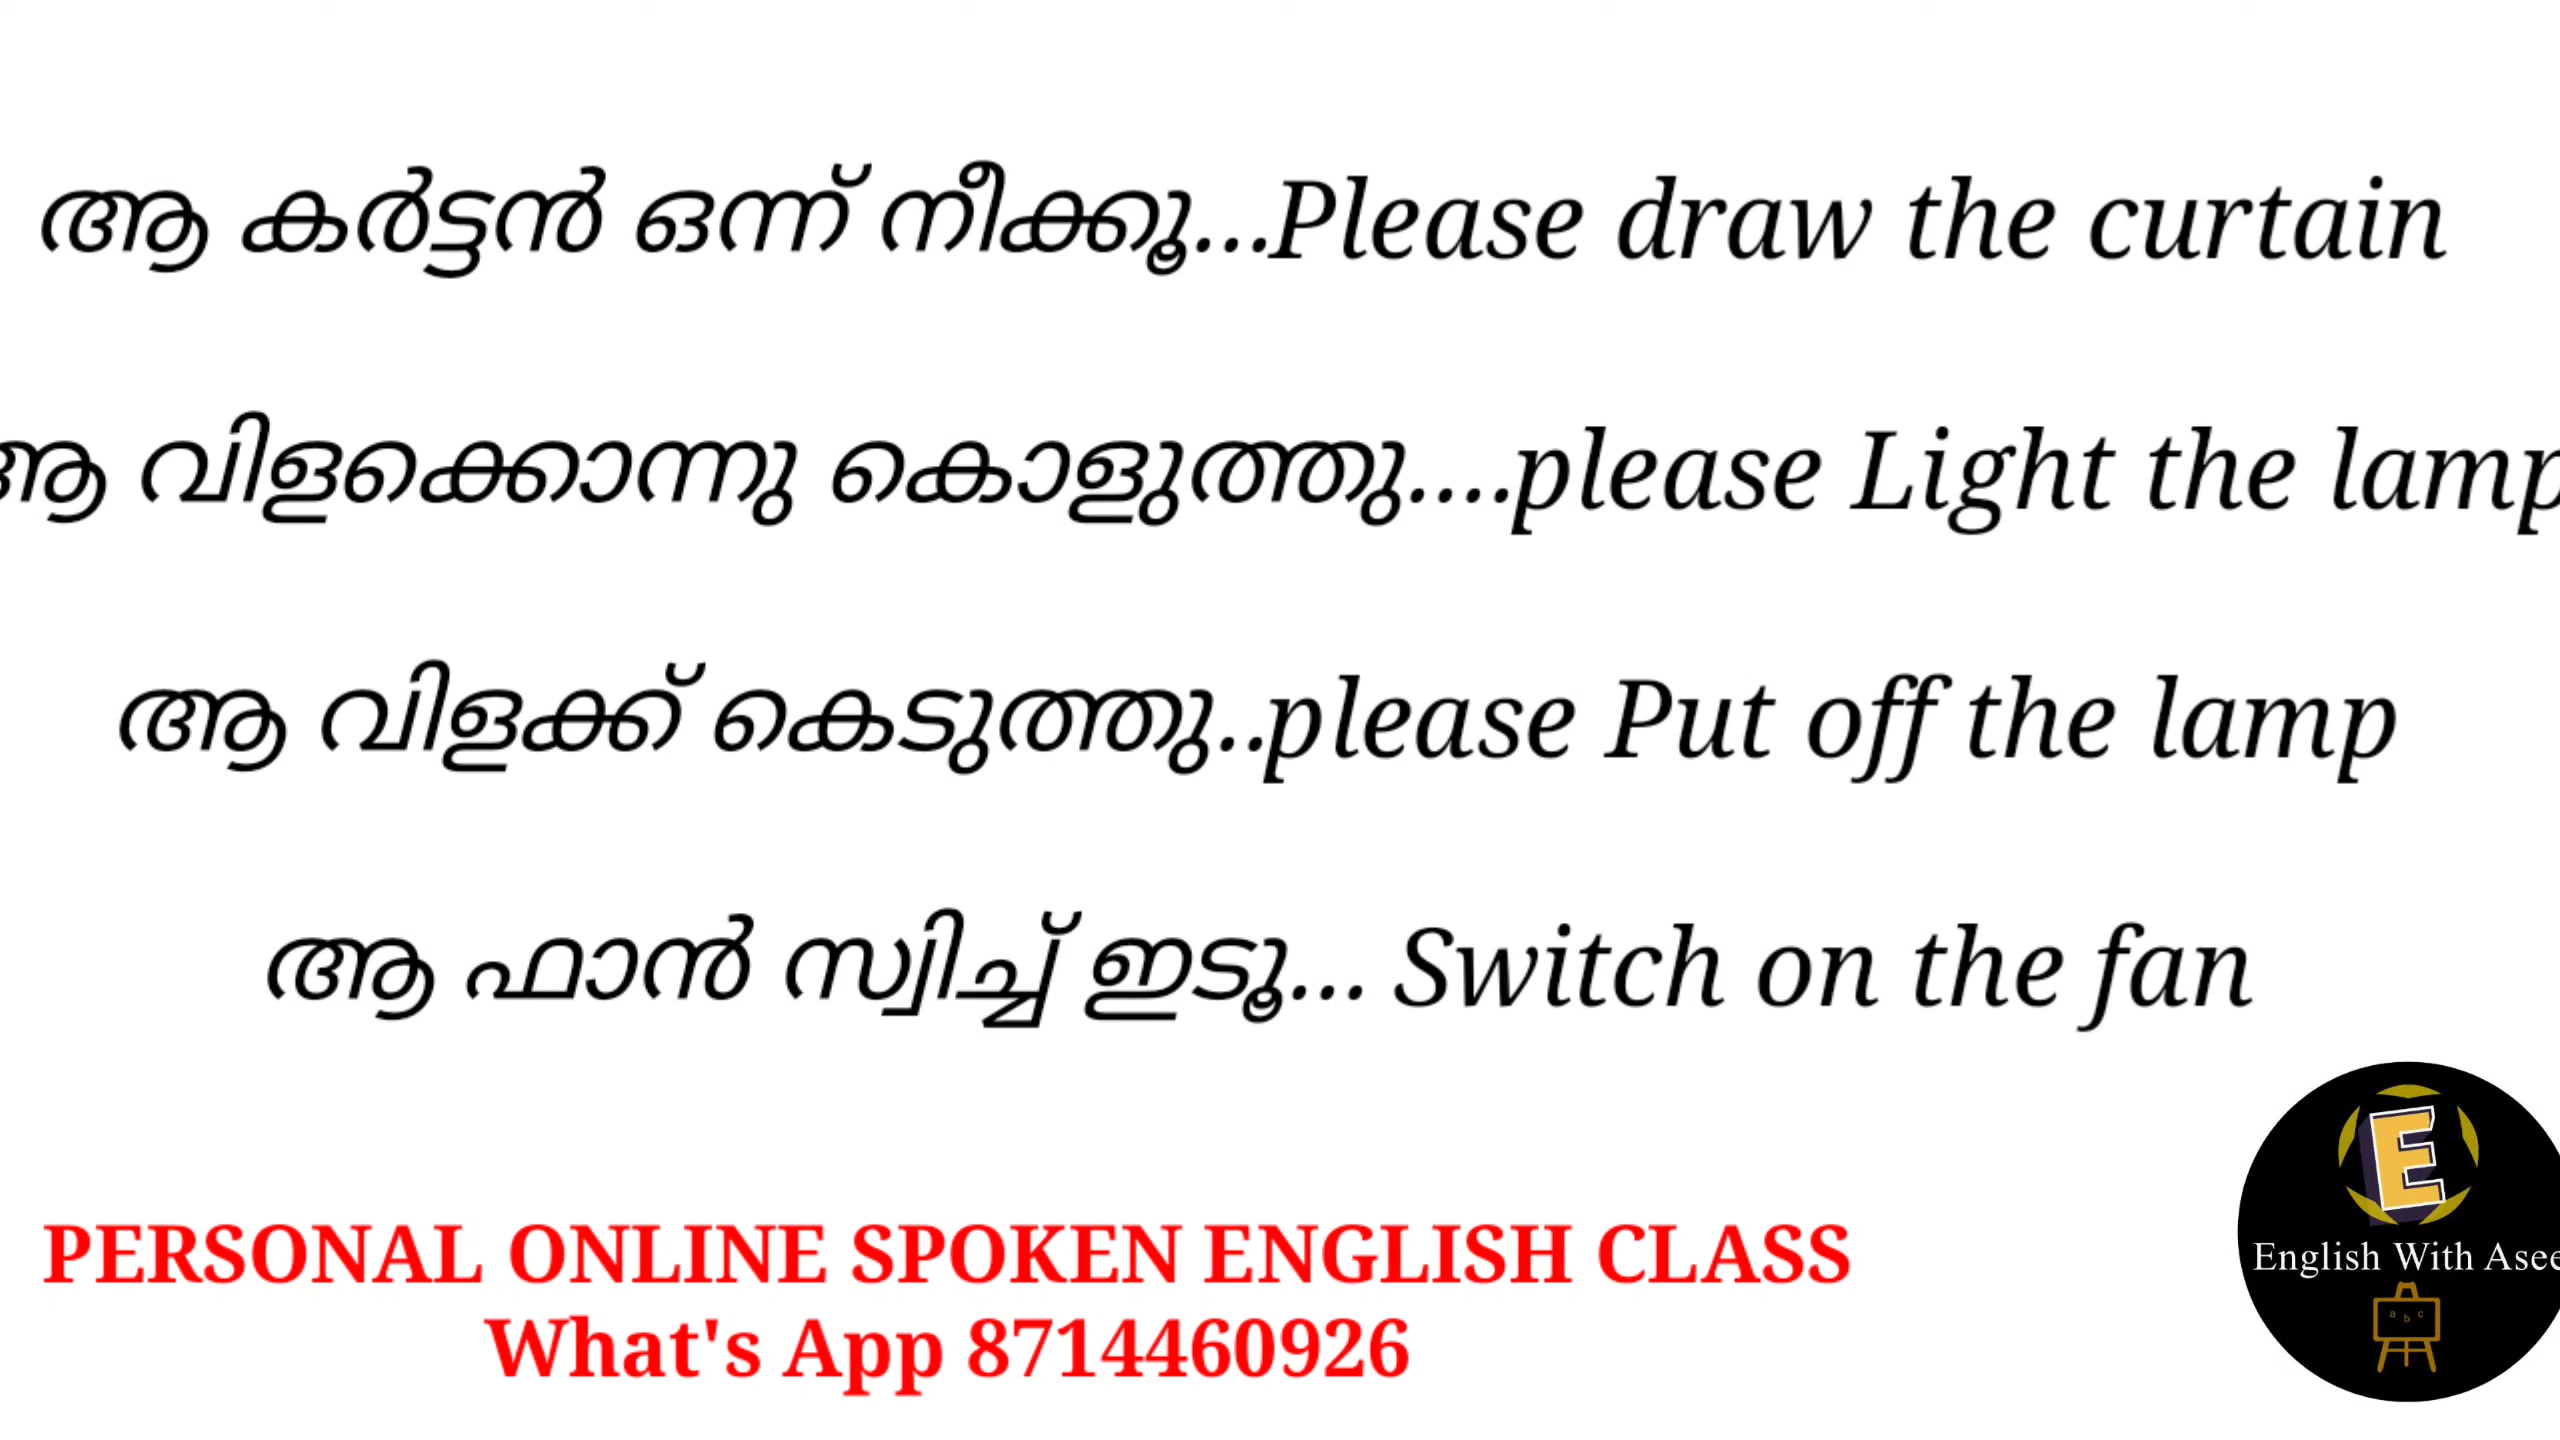 ആ കർട്ടൻ ഒന്ന് നീക്കൂ...Please draw the curtain
ആ വിളക്കൊന്നു കൊളുത്തു....please Light the lamp
ആ വിളക്ക് കെടുത്തു..please Put off the lamp
ആ ഫാൻ സ്വിച്ച് ഇടൂ... Switch on the fan
E
English With
a b c
PERSONAL ONLINE SPOKEN ENGLISH CLASS
What's App 8714460926